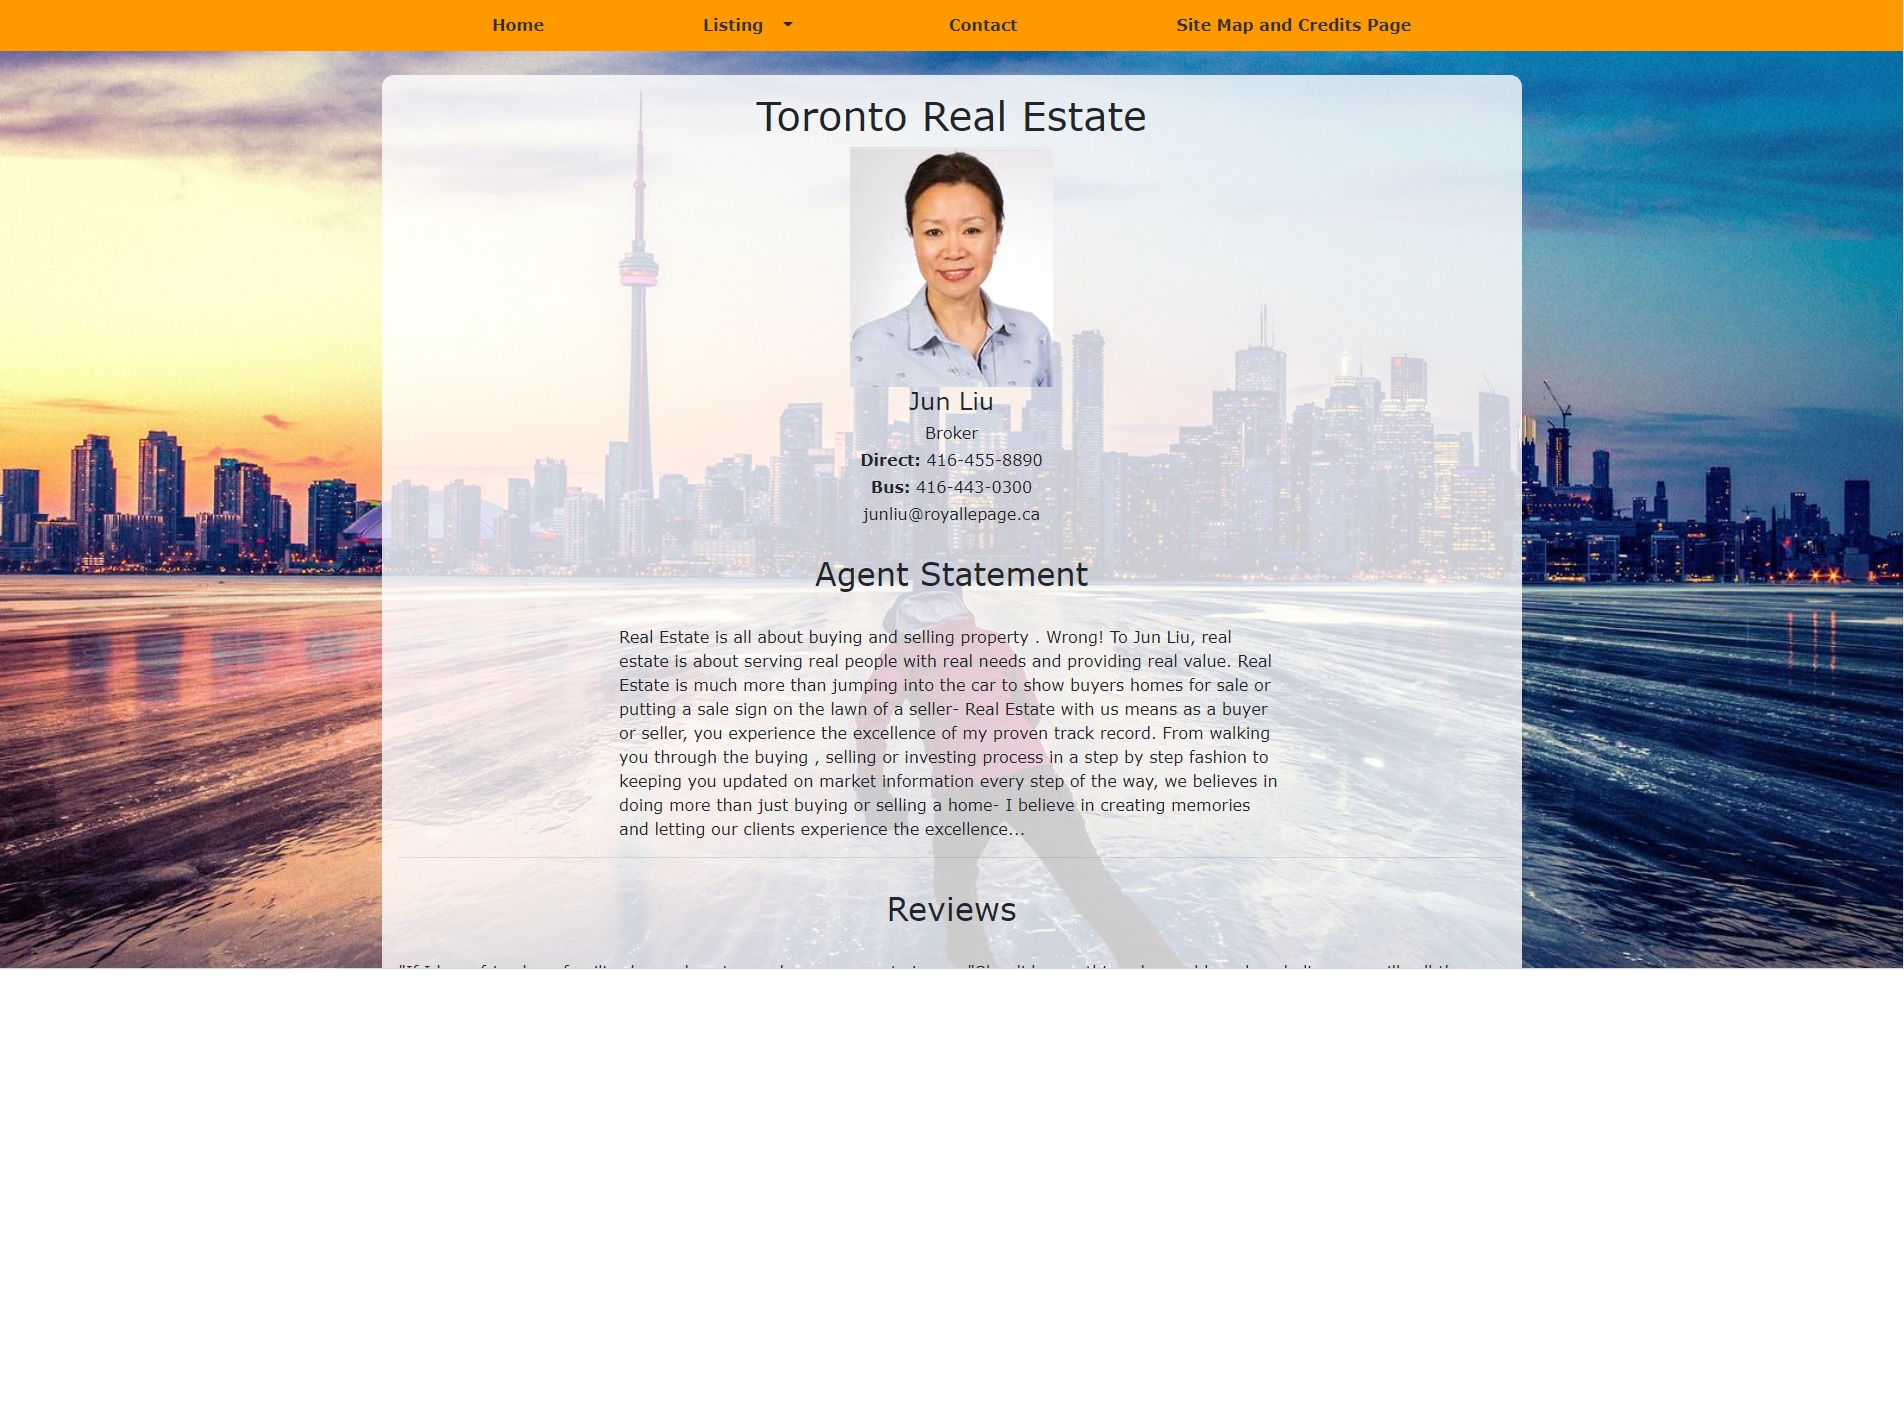 Home Listing Contact Site Map and Credits Page
Toronto Real Estate
Jun Liu
Broker
Direct: 416-455-8890
Bus: 416-443-0300
junliu@royallepage.ca
Agent Statement
Real Estate is all about buying and selling property . Wrong! To Jun Liu, real
estate is about serving real people with real needs and providing real value. Real
Estate is much more than jumping into the car to show buyers homes for sale or
putting a sale sign on the lawn of a seller- Real Estate with us means as a buyer
or seller, you experience the excellence of my proven track record. From walking
you through the buying , selling or investing process in a step by step fashion to
keeping you updated on market information every step of the way, we believes in
doing more than just buying or selling a home- I believe in creating memories
and letting our clients experience the excellence...
Reviews